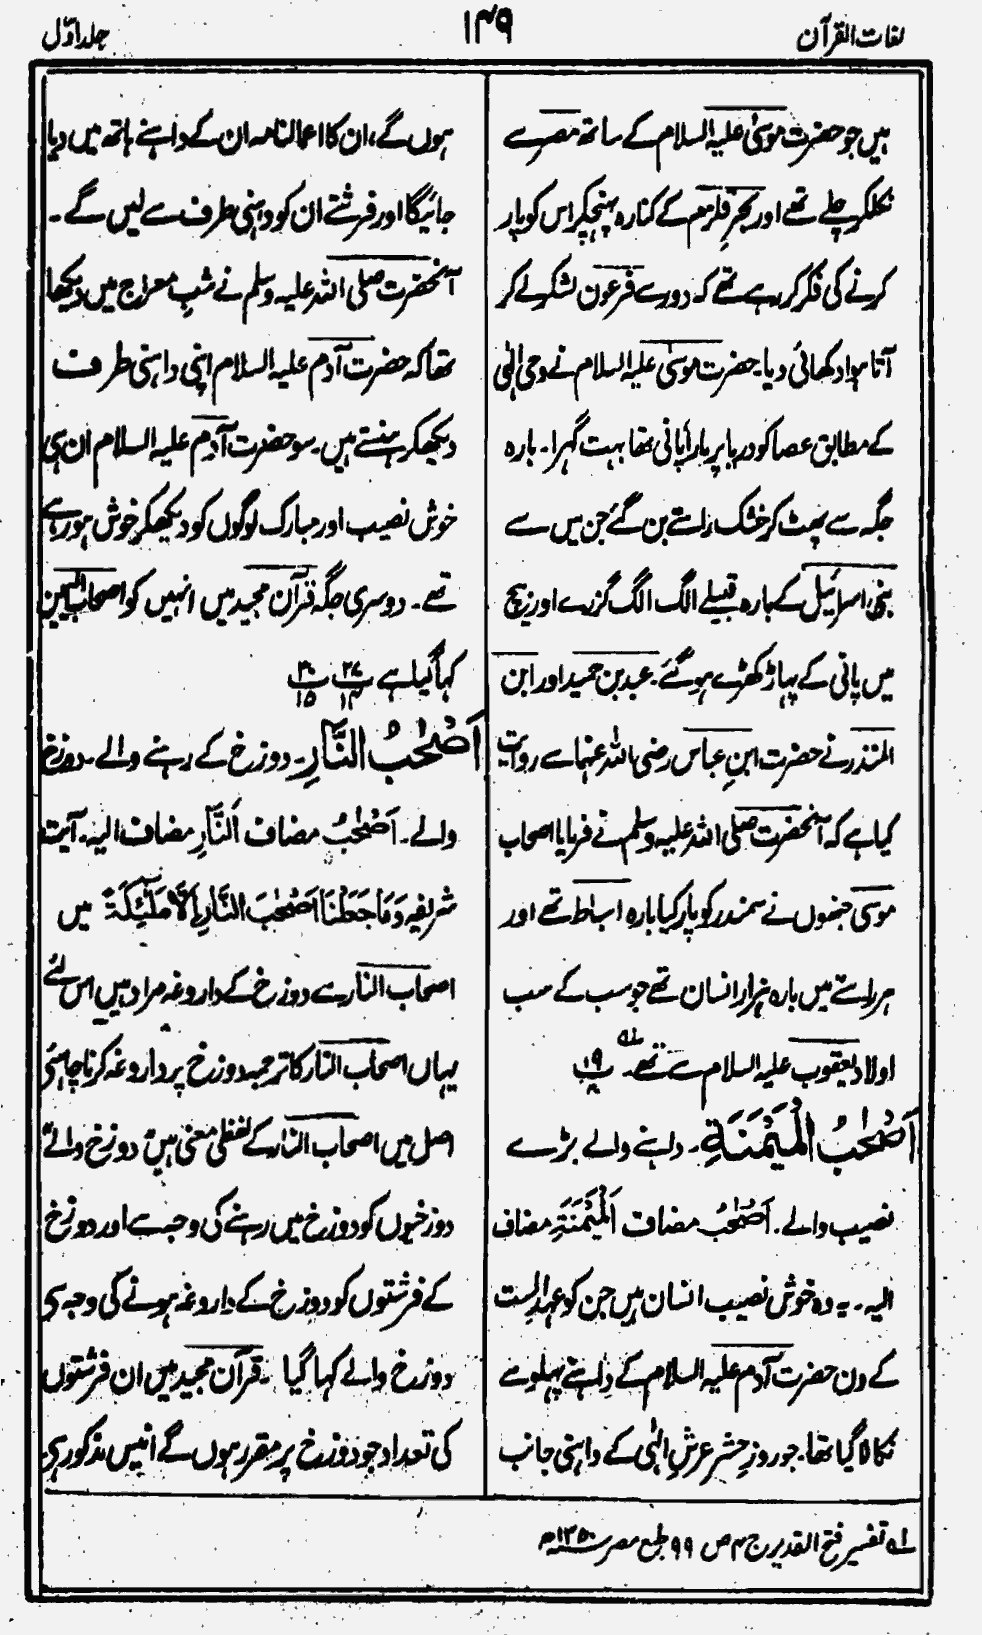 لغات القرآن
۱۴۹
جلد اوّل
ہیں جو حضرت موسیٰ علیہ السلام کے ساتھ مصر سے
نکلکر چلے تھے اور بحرِ قلزم کے کنارہ پہنچکر اس کو پار
کرنے کی فکر کر رہے تھے کہ دور سے فرعون لشکر لے کر
آتا ہوا دکھائی دیا۔ حضرت موسیٰ علیہ السلام نے وحی الٰہی
کے مطابق عصا کو دریا پر مارا پانی تھا بہت گہرا۔ بارہ
جگہ سے پھٹ کر خشک راستے بن گئے جن میں سے
بنی اسرائیل کے بارہ قبیلے الگ الگ گزرے اور بیچ
میں پانی کے پہاڑ کھڑے ہو گئے۔ عبد بن حمید اور ابن
المنذر نے حضرت ابنِ عباس رضی اللہ عنہما سے روایت
کیا ہے کہ آنحضرت صلی اللہ علیہ وسلم نے فرمایا اصحاب
موسی جنھوں نے سمندر کو پار کیا بارہ اسباط تھے اور
ہر راستے میں بارہ ہزار انسان تھے جو سب کے سب
اولاد یعقوب علیہ السلام سے تھے۔ لہ پ ۱۹ ۸
اَصْحٰبُ الْمَيْمَنَةِ۔ داہنے والے بڑے
نصیب والے۔ اَصْحٰبُ مضاف اَلْمَيْمَنَةِ مضاف
الیہ۔ یہ وہ خوش نصیب انسان ہیں جن کو عہد الست
کے دن حضرت آدم علیہ السلام کے داہنے پہلو سے
نکالا گیا تھا۔ جو روزِ حشر عرشِ الٰہی کے داہنی جانب
ہوں گے، ان کا اعمالنامہ ان کے داہنے ہاتھ میں دیا
جائیگا اور فرشتے ان کو داہنی طرف سے لیں گے۔
آنحضرت صلی اللہ علیہ وسلم نے شبِ معراج میں دیکھا
تھا کہ حضرت آدم علیہ السلام اپنی داہنی طرف
دیکھکر ہنستے ہیں۔ سو حضرت آدم علیہ السلام ان ہی
خوش نصیب اور مبارک لوگوں کو دیکھکر خوش ہو رہے
تھے۔ دوسری جگہ قرآن مجید میں انہیں کو اصحاب الیمین
کہا گیا ہے پ ۲۷ ۱۴ پ ۳۰ ۱۵
اَصْحٰبُ النَّارِ۔ دوزخ کے رہنے والے۔ دوزخ
والے۔ اَصْحٰبُ مضاف اَلنَّارِ مضاف الیہ۔ آیت
شریفہ وَمَا جَعَلْنَا اَصْحٰبَ النَّارِ اِلَّا مَلٰٓئِكَةً میں
اصحاب النار سے دوزخ کے داروغہ مراد ہیں اس لئے
یہاں اصحاب النار کا ترجمہ دوزخ پر داروغہ کرنا چاہئی
اصل میں اصحاب النار کے لفظی معنی ہیں دوزخ والے
دوزخیوں کو دوزخ میں رہنے کی وجہ سے اور دوزخ
کے فرشتوں کو دوزخ کے داروغہ ہونے کی وجہ سی
دوزخ والے کہا گیا۔ قرآن مجید میں ان فرشتوں
کی تعداد جو دوزخ پر مقرر ہوں گے انیس مذکور ہی
لہ تفسیر فتح القدیر ج ۴ ص ۹۹ طبع مصر ۱۳۵۰ھ